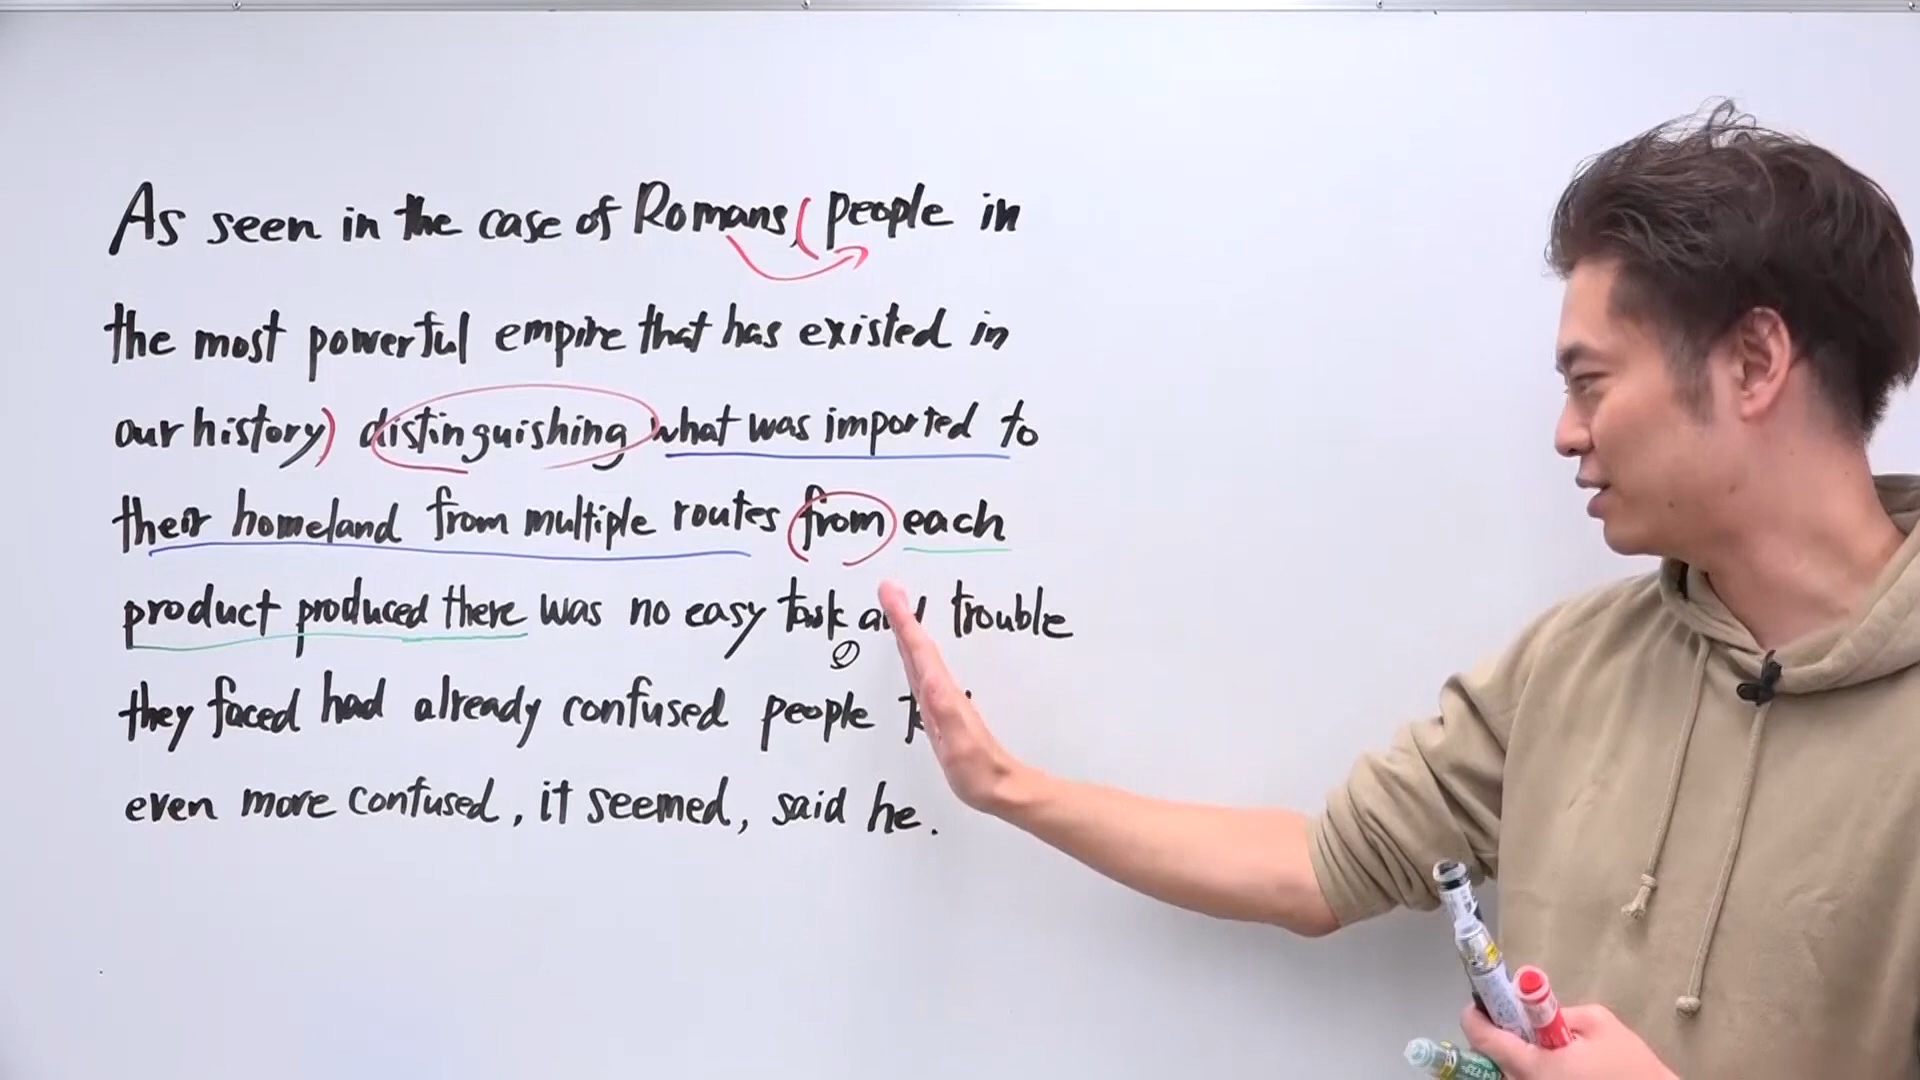 As seen in the case of Romans, (people in
the most powerful empire that has existed in
our history) distinguishing what was imported to
their homeland from multiple routes from each
product produced there was no easy task and trouble
they faced had already confused people
even more confused, it seemed, said he.